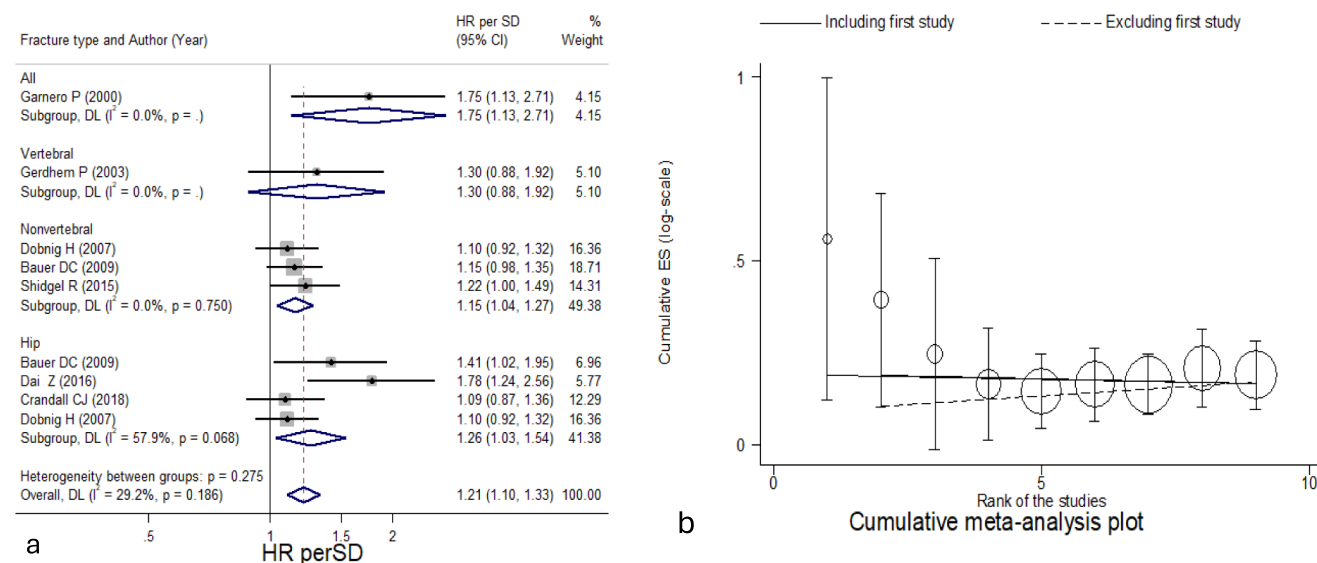 HR per SD %
Fracture type and Author (Year) (95% CI) Weight
All
Garnero P (2000) 1.75 (1.13, 2.71) 4.15
Subgroup, DL (I² = 0.0%, p = .) 1.75 (1.13, 2.71) 4.15
Vertebral
Gerdhem P (2003) 1.30 (0.88, 1.92) 5.10
Subgroup, DL (I² = 0.0%, p = .) 1.30 (0.88, 1.92) 5.10
Nonvertebral
Dobnig H (2007) 1.10 (0.92, 1.32) 16.36
Bauer DC (2009) 1.15 (0.98, 1.35) 18.71
Shidgel R (2015) 1.22 (1.00, 1.49) 14.31
Subgroup, DL (I² = 0.0%, p = 0.750) 1.15 (1.04, 1.27) 49.38
Hip
Bauer DC (2009) 1.41 (1.02, 1.95) 6.96
Dai Z (2016) 1.78 (1.24, 2.56) 5.77
Crandall CJ (2018) 1.09 (0.87, 1.36) 12.29
Dobnig H (2007) 1.10 (0.92, 1.32) 16.36
Subgroup, DL (I² = 57.9%, p = 0.068) 1.26 (1.03, 1.54) 41.38
Heterogeneity between groups: p = 0.275
Overall, DL (I² = 29.2%, p = 0.186) 1.21 (1.10, 1.33) 100.00
.5 1 1.5 2
HR perSD
a
Including first study Excluding first study
Cumulative ES (log-scale)
1
.5
0
0 5 10
Rank of the studies
Cumulative meta-analysis plot
b